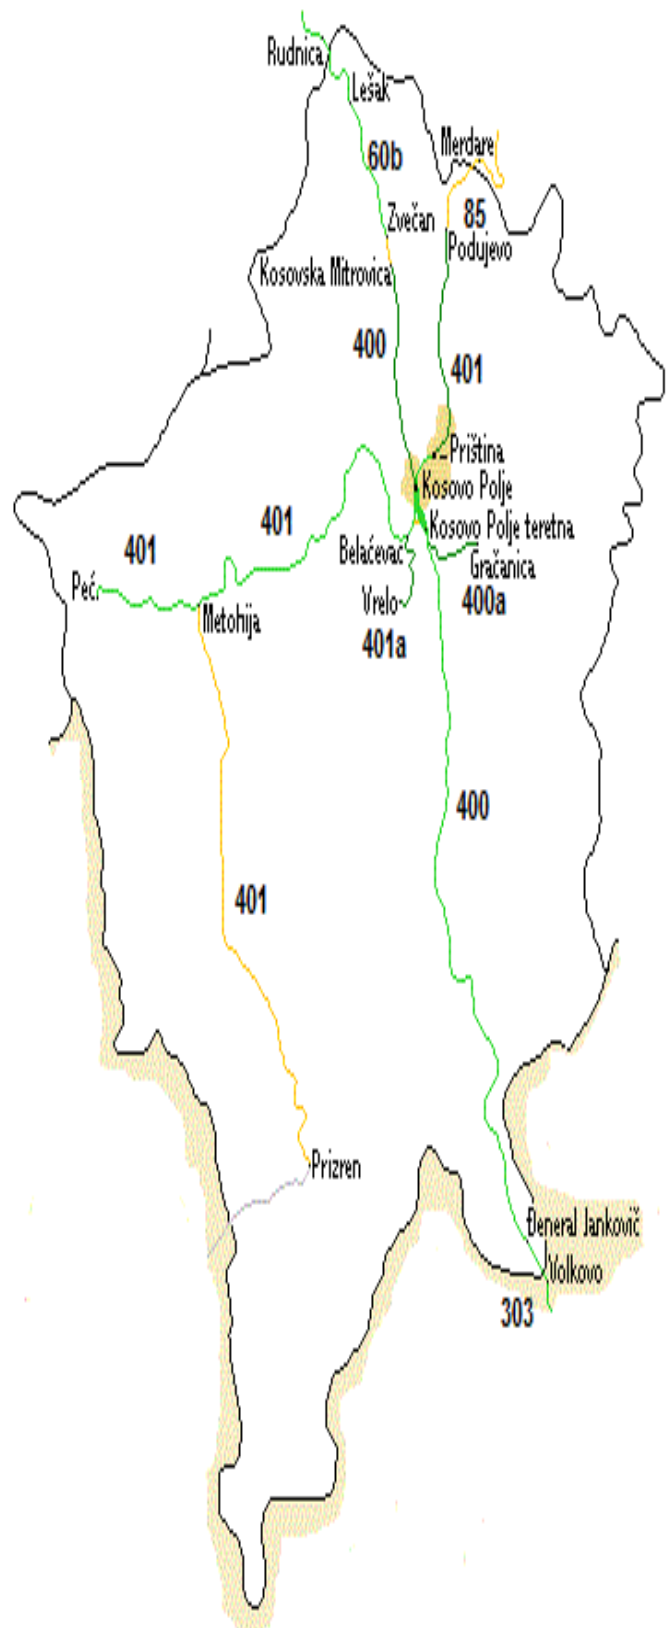 Rudnica
Lešak
Merdare
60b
85
Zvečan
Podujevo
Kosovska Mitrovica
400
401
Priština
Kosovo Polje
401
Kosovo Polje teretna
401
Belaćevac
Gračanica
Peć
Vrelo
400a
Metohija
401a
400
401
Prizren
Đeneral Jankovič
Volkovo
303